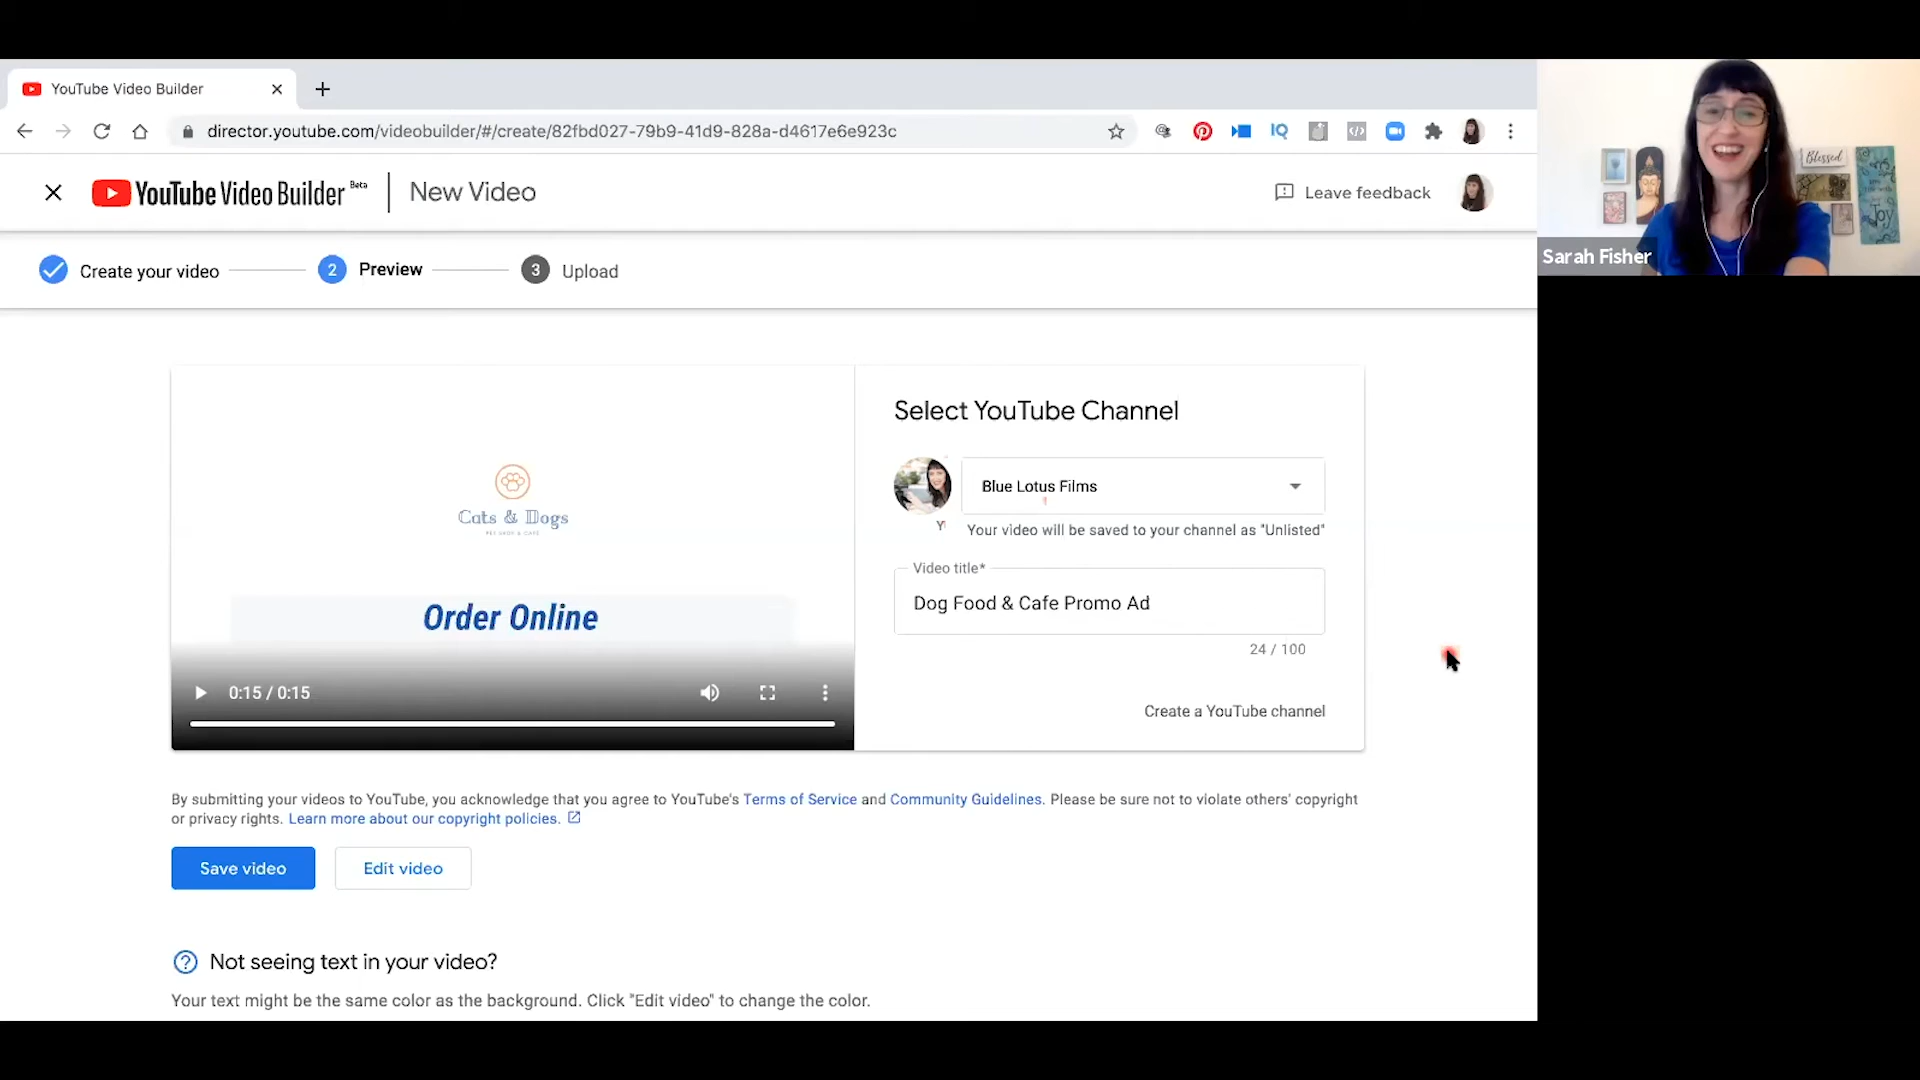 YouTube Video Builder
director.youtube.com/videobuilder/#/create/82fbd027-79b9-41d9-828a-d4617e6e923c
IQ
YouTube Video Builder Beta New Video
Leave feedback
Create your video
2 Preview
3 Upload
Cats & Dogs
PET SHOP & CAFE
Order Online
0:15 / 0:15
Select YouTube Channel
Blue Lotus Films
Your video will be saved to your channel as "Unlisted"
Video title*
Dog Food & Cafe Promo Ad
24 / 100
Create a YouTube channel
By submitting your videos to YouTube, you acknowledge that you agree to YouTube's Terms of Service and Community Guidelines. Please be sure not to violate others' copyright
or privacy rights. Learn more about our copyright policies.
Save video
Edit video
Not seeing text in your video?
Your text might be the same color as the background. Click "Edit video" to change the color.
Blessed
Joy
Sarah Fisher